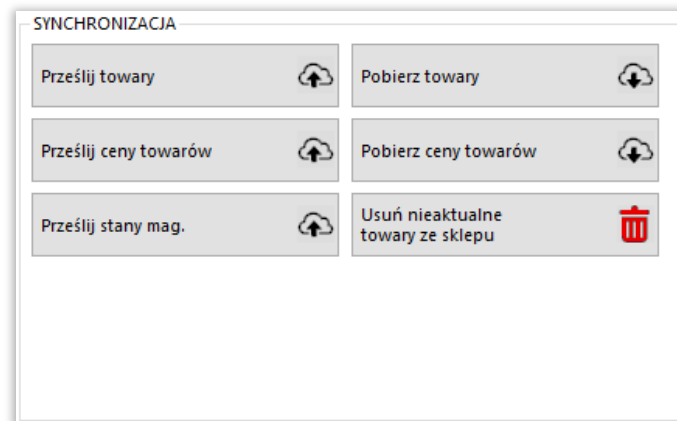 SYNCHRONIZACJA
Prześlij towary
Pobierz towary
Prześlij ceny towarów
Pobierz ceny towarów
Prześlij stany mag.
Usuń nieaktualne
towary ze sklepu